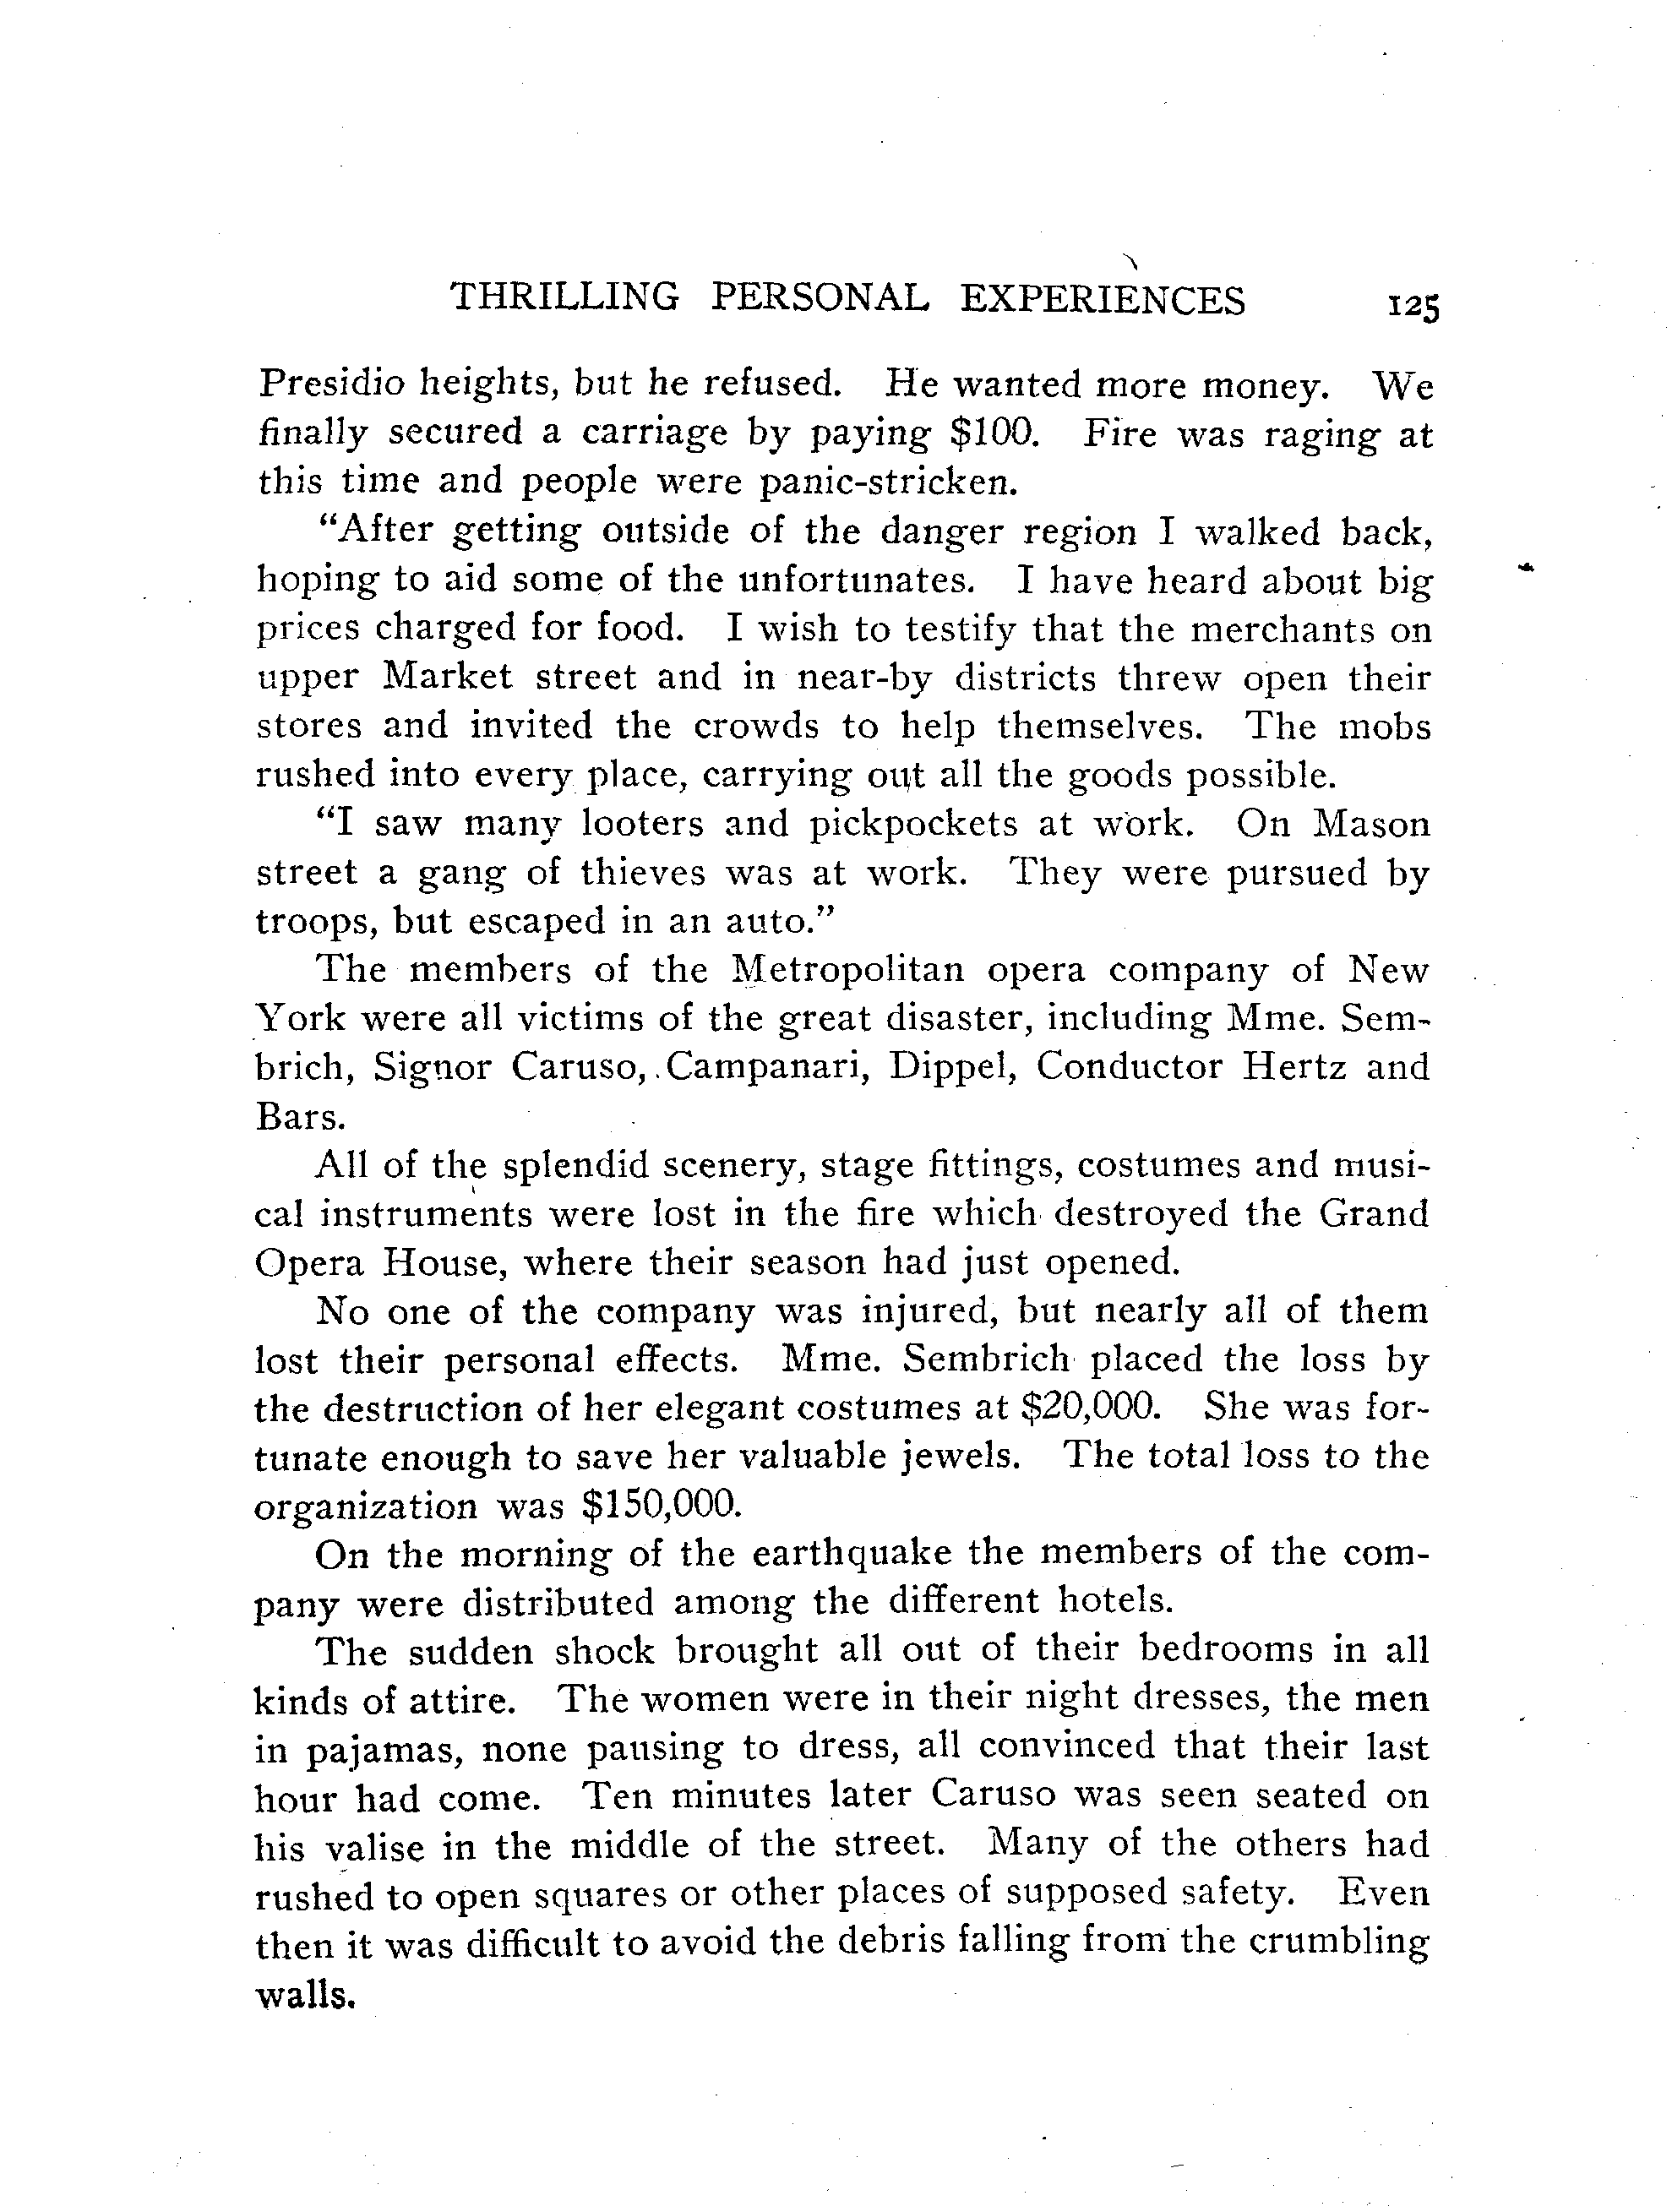 THRILLING PERSONAL EXPERIENCES 125
Presidio heights, but he refused. He wanted more money. We
finally secured a carriage by paying $100. Fire was raging at
this time and people were panic-stricken.
“After getting outside of the danger region I walked back,
hoping to aid some of the unfortunates. I have heard about big
prices charged for food. I wish to testify that the merchants on
upper Market street and in near-by districts threw open their
stores and invited the crowds to help themselves. The mobs
rushed into every place, carrying out all the goods possible.
“I saw many looters and pickpockets at work. On Mason
street a gang of thieves was at work. They were pursued by
troops, but escaped in an auto.”
The members of the Metropolitan opera company of New
York were all victims of the great disaster, including Mme. Sem-
brich, Signor Caruso, Campanari, Dippel, Conductor Hertz and
Bars.
All of the splendid scenery, stage fittings, costumes and musi-
cal instruments were lost in the fire which destroyed the Grand
Opera House, where their season had just opened.
No one of the company was injured, but nearly all of them
lost their personal effects. Mme. Sembrich placed the loss by
the destruction of her elegant costumes at $20,000. She was for-
tunate enough to save her valuable jewels. The total loss to the
organization was $150,000.
On the morning of the earthquake the members of the com-
pany were distributed among the different hotels.
The sudden shock brought all out of their bedrooms in all
kinds of attire. The women were in their night dresses, the men
in pajamas, none pausing to dress, all convinced that their last
hour had come. Ten minutes later Caruso was seen seated on
his valise in the middle of the street. Many of the others had
rushed to open squares or other places of supposed safety. Even
then it was difficult to avoid the debris falling from the crumbling
walls.